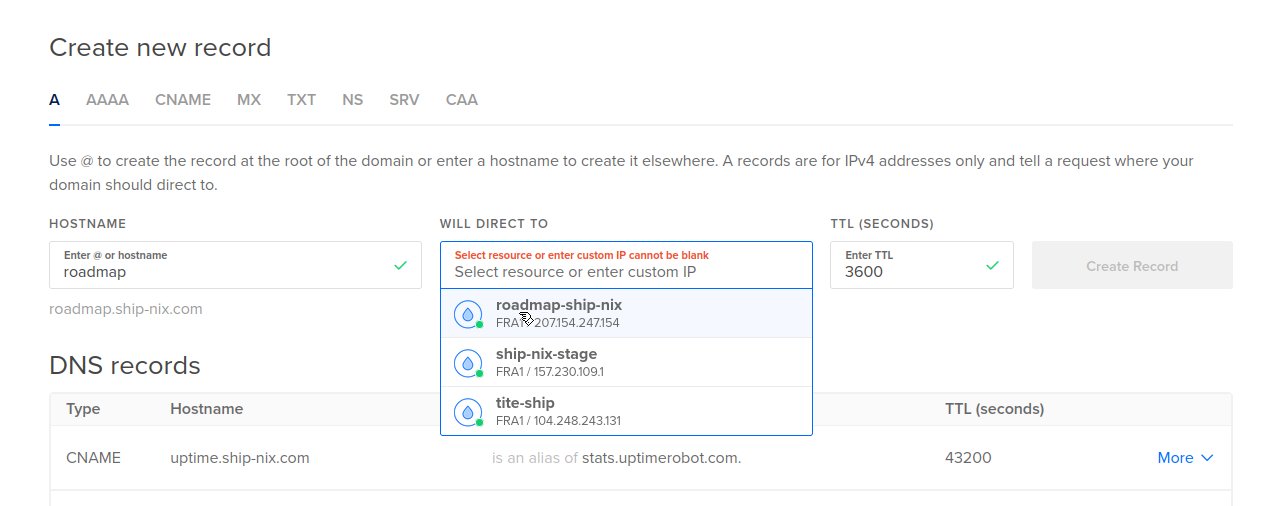 Create new record
A AAAA CNAME MX TXT NS SRV CAA
Use @ to create the record at the root of the domain or enter a hostname to create it elsewhere. A records are for IPv4 addresses only and tell a request where your
domain should direct to.
HOSTNAME WILL DIRECT TO TTL (SECONDS)
Enter @ or hostname
roadmap
Select resource or enter custom IP cannot be blank
Select resource or enter custom IP
Enter TTL
3600
Create Record
roadmap.ship-nix.com
roadmap-ship-nix
FRA1 / 207.154.247.154
ship-nix-stage
FRA1 / 157.230.109.1
tite-ship
FRA1 / 104.248.243.131
DNS records
Type Hostname TTL (seconds)
CNAME uptime.ship-nix.com is an alias of stats.uptimerobot.com. 43200 More